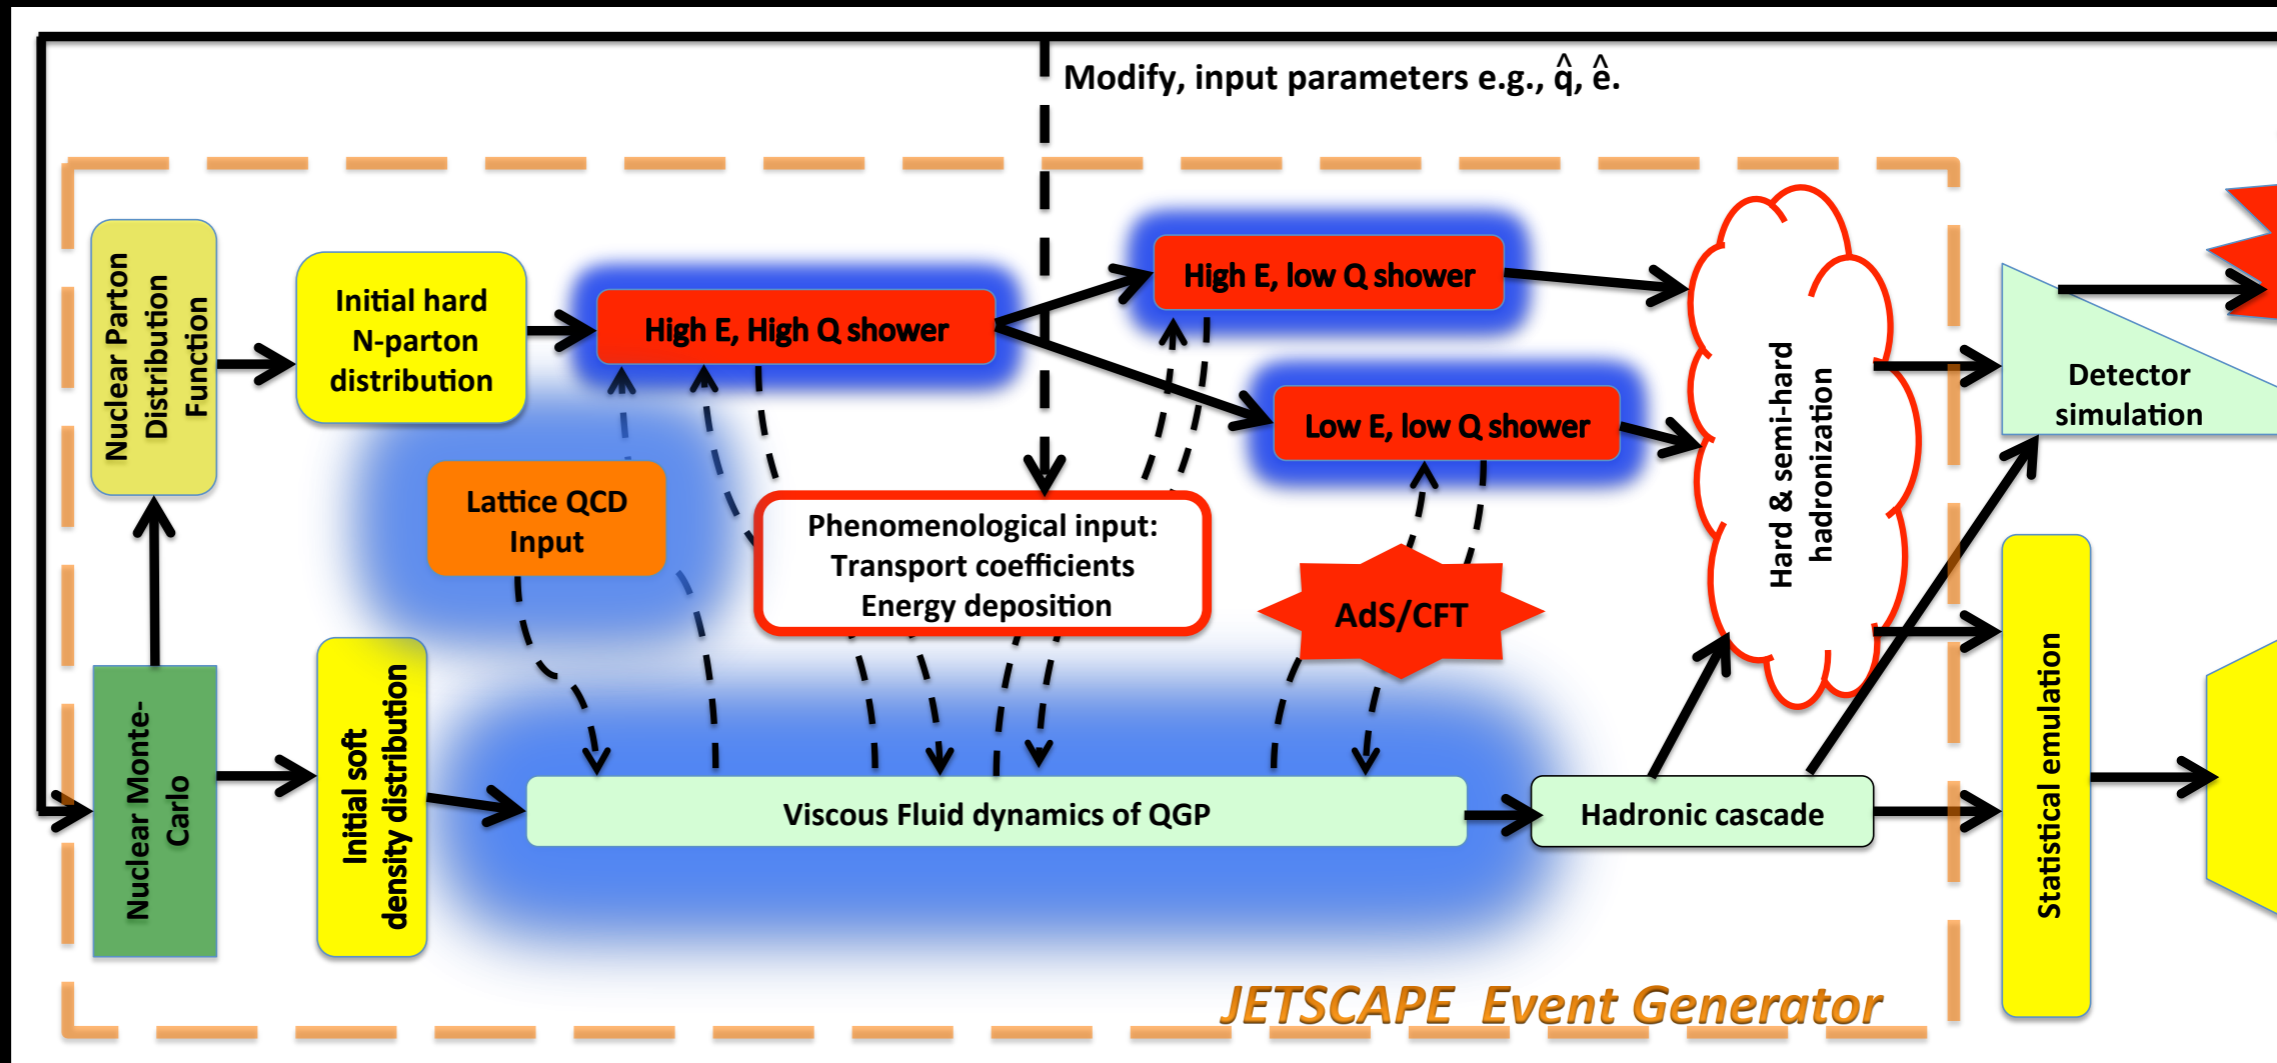 Modify, input parameters e.g., q̂, ê.
Nuclear Parton
Distribution
Function
Initial hard
N-parton
distribution
High E, High Q shower
High E, low Q shower
Low E, low Q shower
Hard & semi-hard
hadronization
Detector
simulation
Lattice QCD
Input
Phenomenological input:
Transport coefficients
Energy deposition
AdS/CFT
Nuclear Monte-
Carlo
Initial soft
density distribution
Viscous Fluid dynamics of QGP
Hadronic cascade
Statistical emulation
JETSCAPE Event Generator